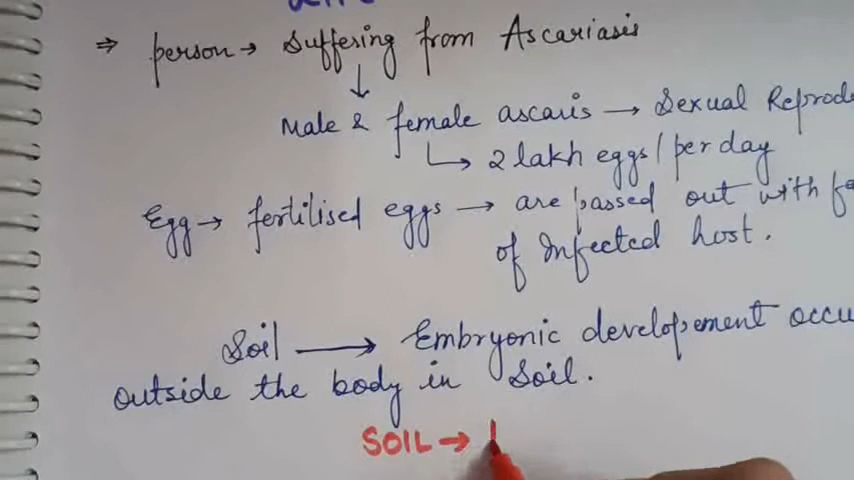 ⇒ person → Suffering from Ascariasis
↓
Male & female ascaris → Sexual Reprod
↳ 2 lakh eggs/per day
Egg → fertilised eggs → are passed out with
of Infected host.
Soil → Embryonic developement occu
outside the body in Soil.
SOIL →